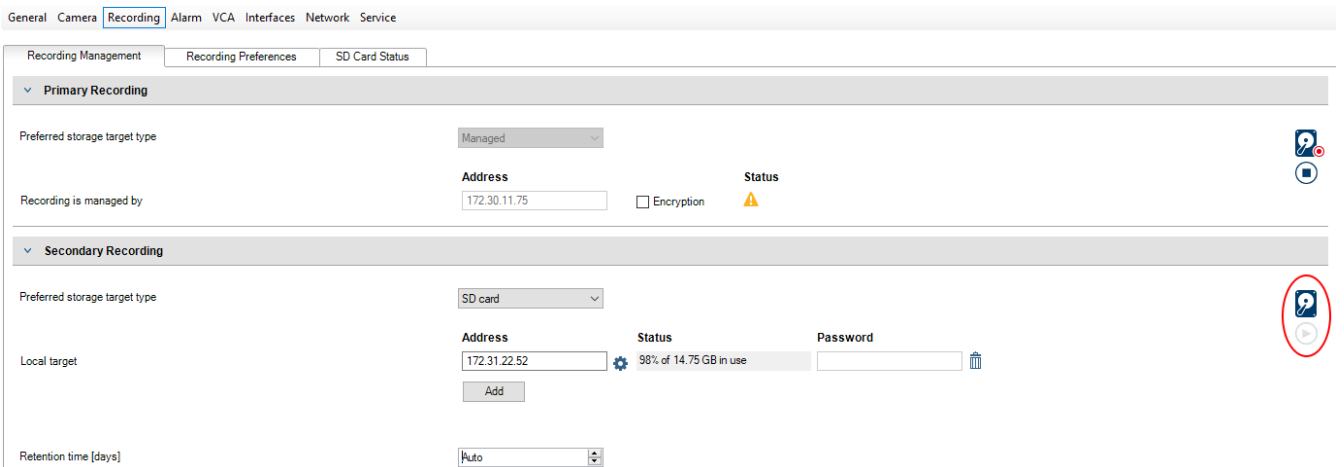 General Camera Recording Alarm VCA Interfaces Network Service
Recording Management Recording Preferences SD Card Status
Primary Recording
Preferred storage target type Managed
Address Status
Recording is managed by 172.30.11.75 Encryption
Secondary Recording
Preferred storage target type SD card
Address Status Password
Local target 172.31.22.52 98% of 14.75 GB in use
Add
Retention time [days] Auto